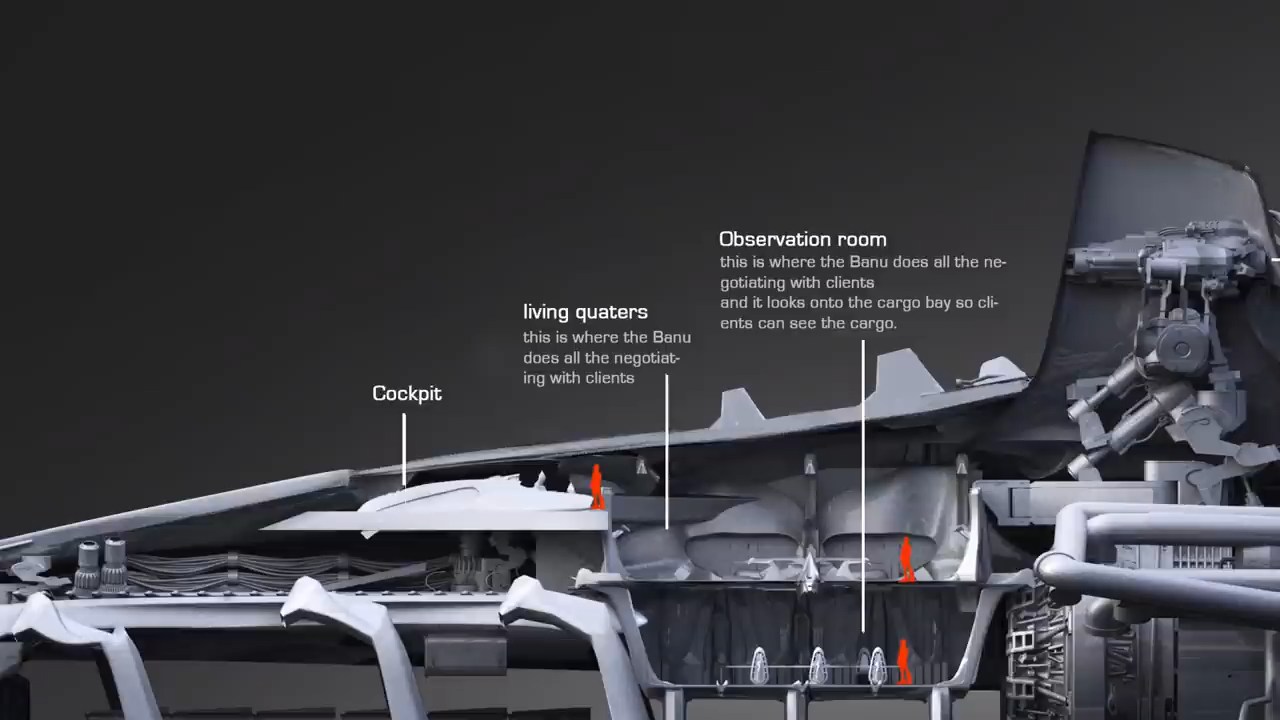 Observation room
this is where the Banu does all the ne-
gotiating with clients
and it looks onto the cargo bay so cli-
ents can see the cargo.
living quaters
this is where the Banu
does all the negotiat-
ing with clients
Cockpit